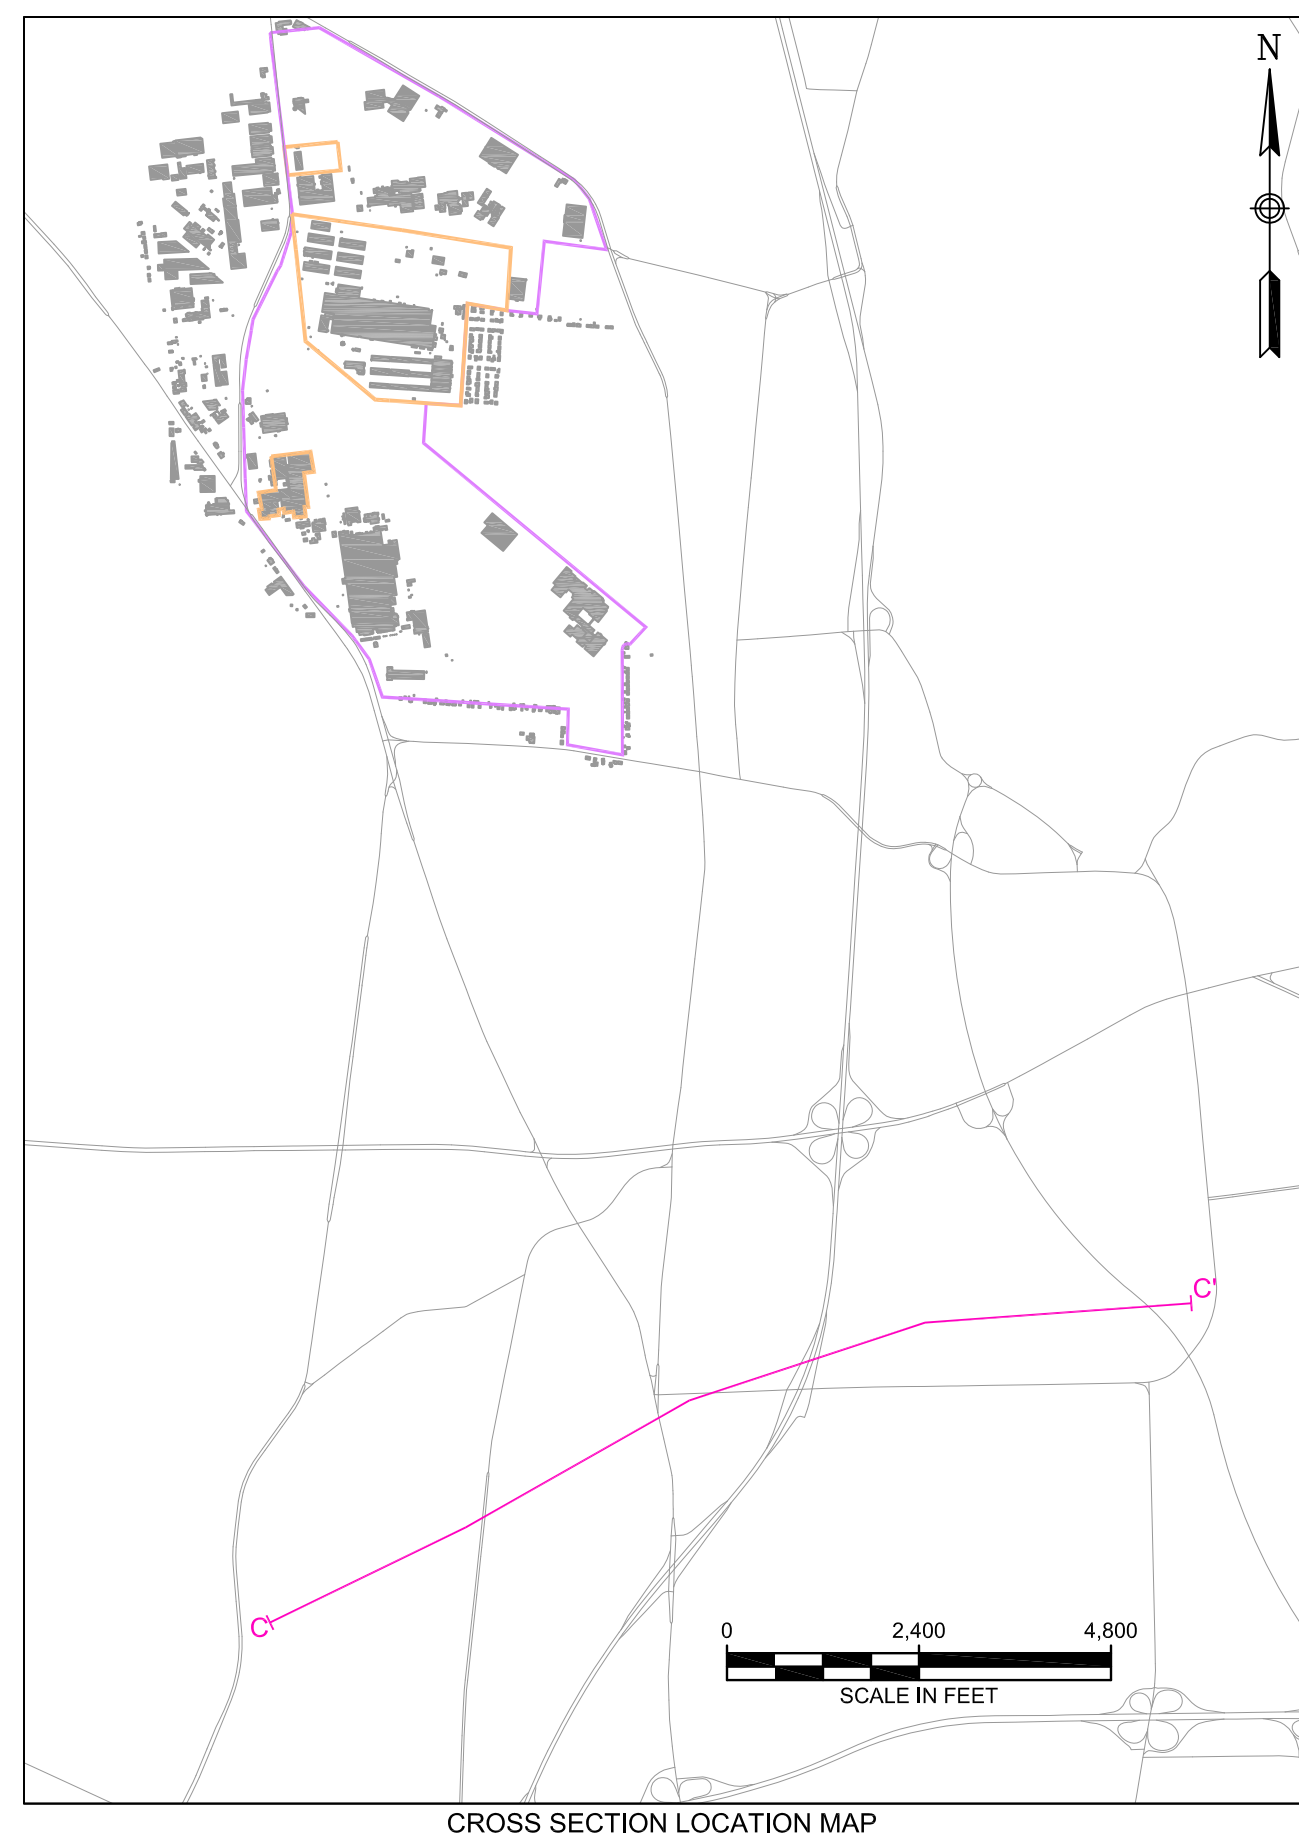 N
C'
C
0 2,400 4,800
SCALE IN FEET
CROSS SECTION LOCATION MAP